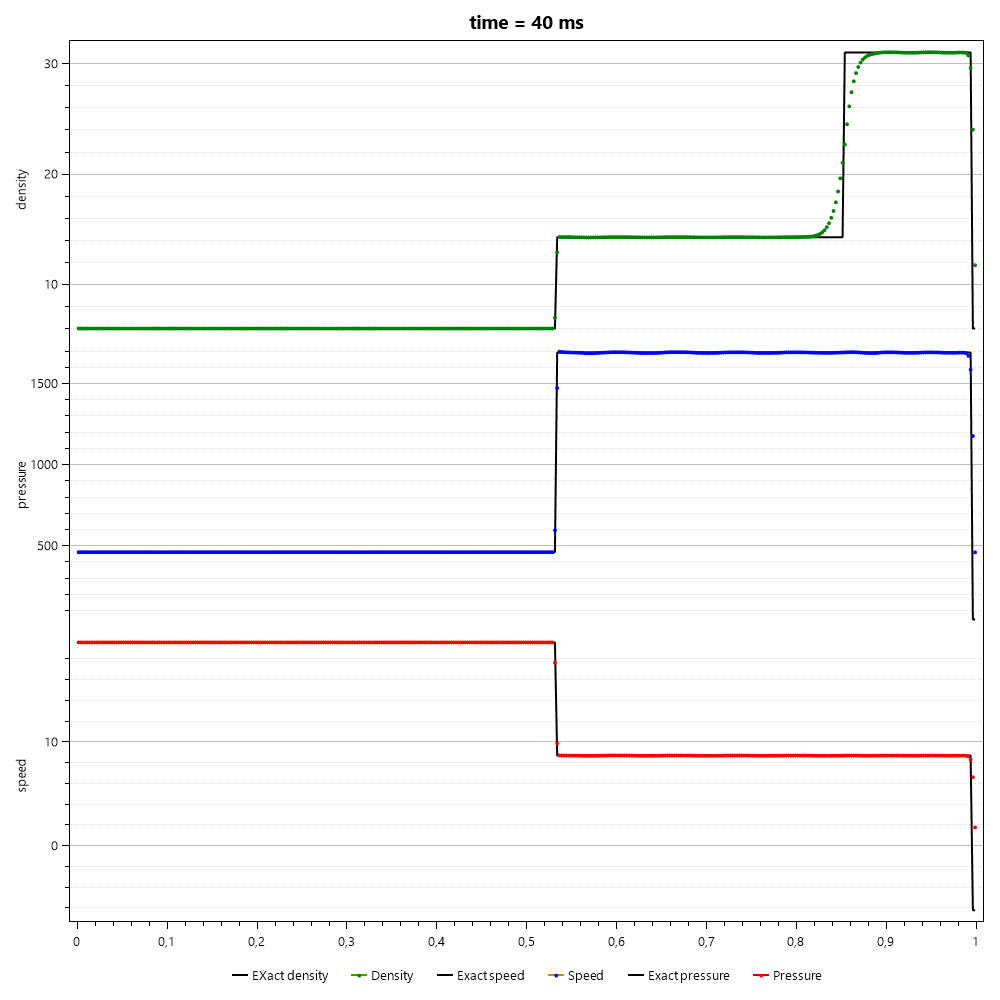 time = 40 ms
30
20
10
density
1500
1000
500
pressure
10
0
speed
0 0,1 0,2 0,3 0,4 0,5 0,6 0,7 0,8 0,9 1
EXact density Density Exact speed Speed Exact pressure Pressure